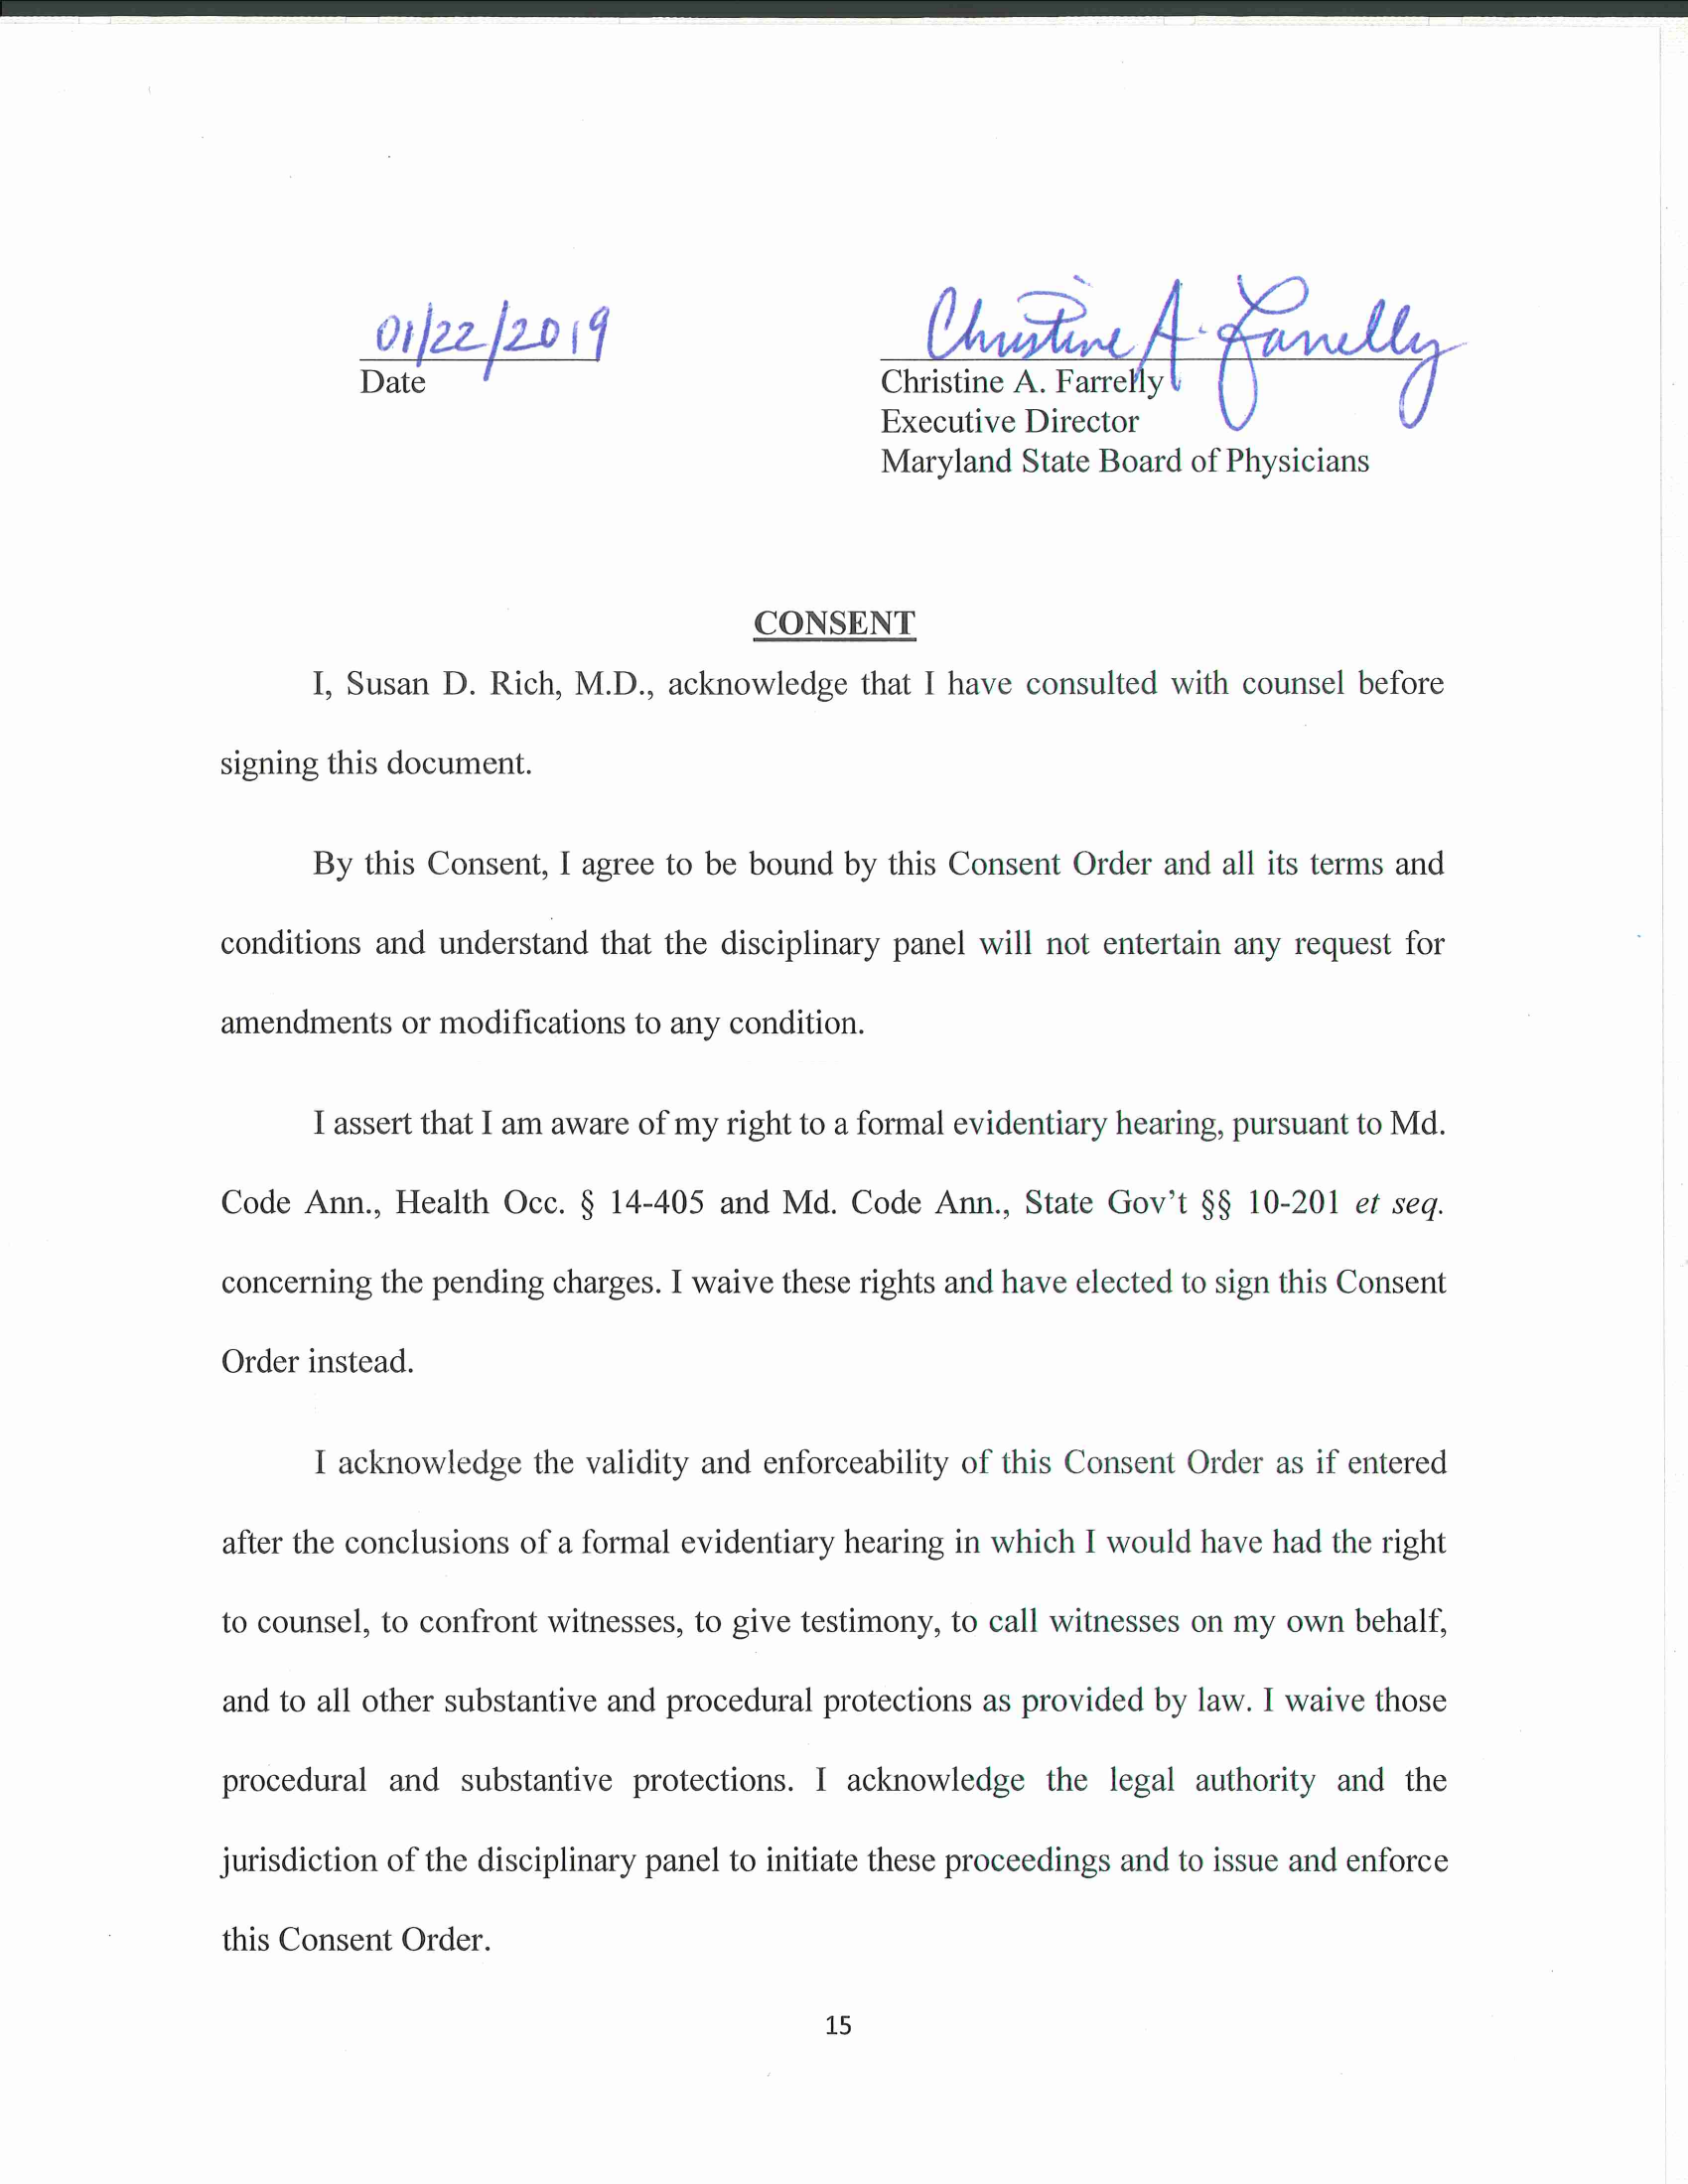 01/22/2019
Date
Christine A. Farrelly
Christine A. Farrelly
Executive Director
Maryland State Board of Physicians
CONSENT
I, Susan D. Rich, M.D., acknowledge that I have consulted with counsel before
signing this document.
By this Consent, I agree to be bound by this Consent Order and all its terms and
conditions and understand that the disciplinary panel will not entertain any request for
amendments or modifications to any condition.
I assert that I am aware of my right to a formal evidentiary hearing, pursuant to Md.
Code Ann., Health Occ. § 14-405 and Md. Code Ann., State Gov't §§ 10-201 et seq.
concerning the pending charges. I waive these rights and have elected to sign this Consent
Order instead.
I acknowledge the validity and enforceability of this Consent Order as if entered
after the conclusions of a formal evidentiary hearing in which I would have had the right
to counsel, to confront witnesses, to give testimony, to call witnesses on my own behalf,
and to all other substantive and procedural protections as provided by law. I waive those
procedural and substantive protections. I acknowledge the legal authority and the
jurisdiction of the disciplinary panel to initiate these proceedings and to issue and enforce
this Consent Order.
15